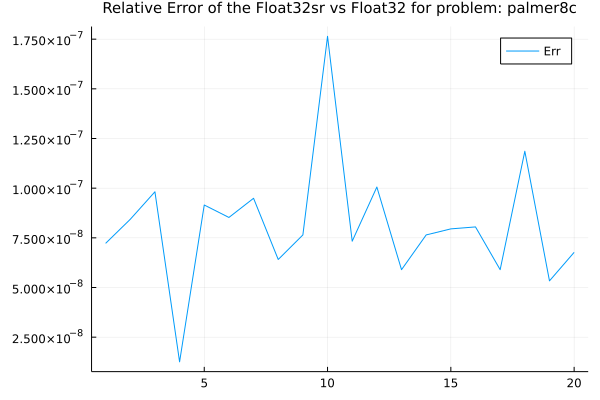 Relative Error of the Float32sr vs Float32 for problem: palmer8c
Err
1.750×10⁻⁷
1.500×10⁻⁷
1.250×10⁻⁷
1.000×10⁻⁷
7.500×10⁻⁸
5.000×10⁻⁸
2.500×10⁻⁸
5 10 15 20